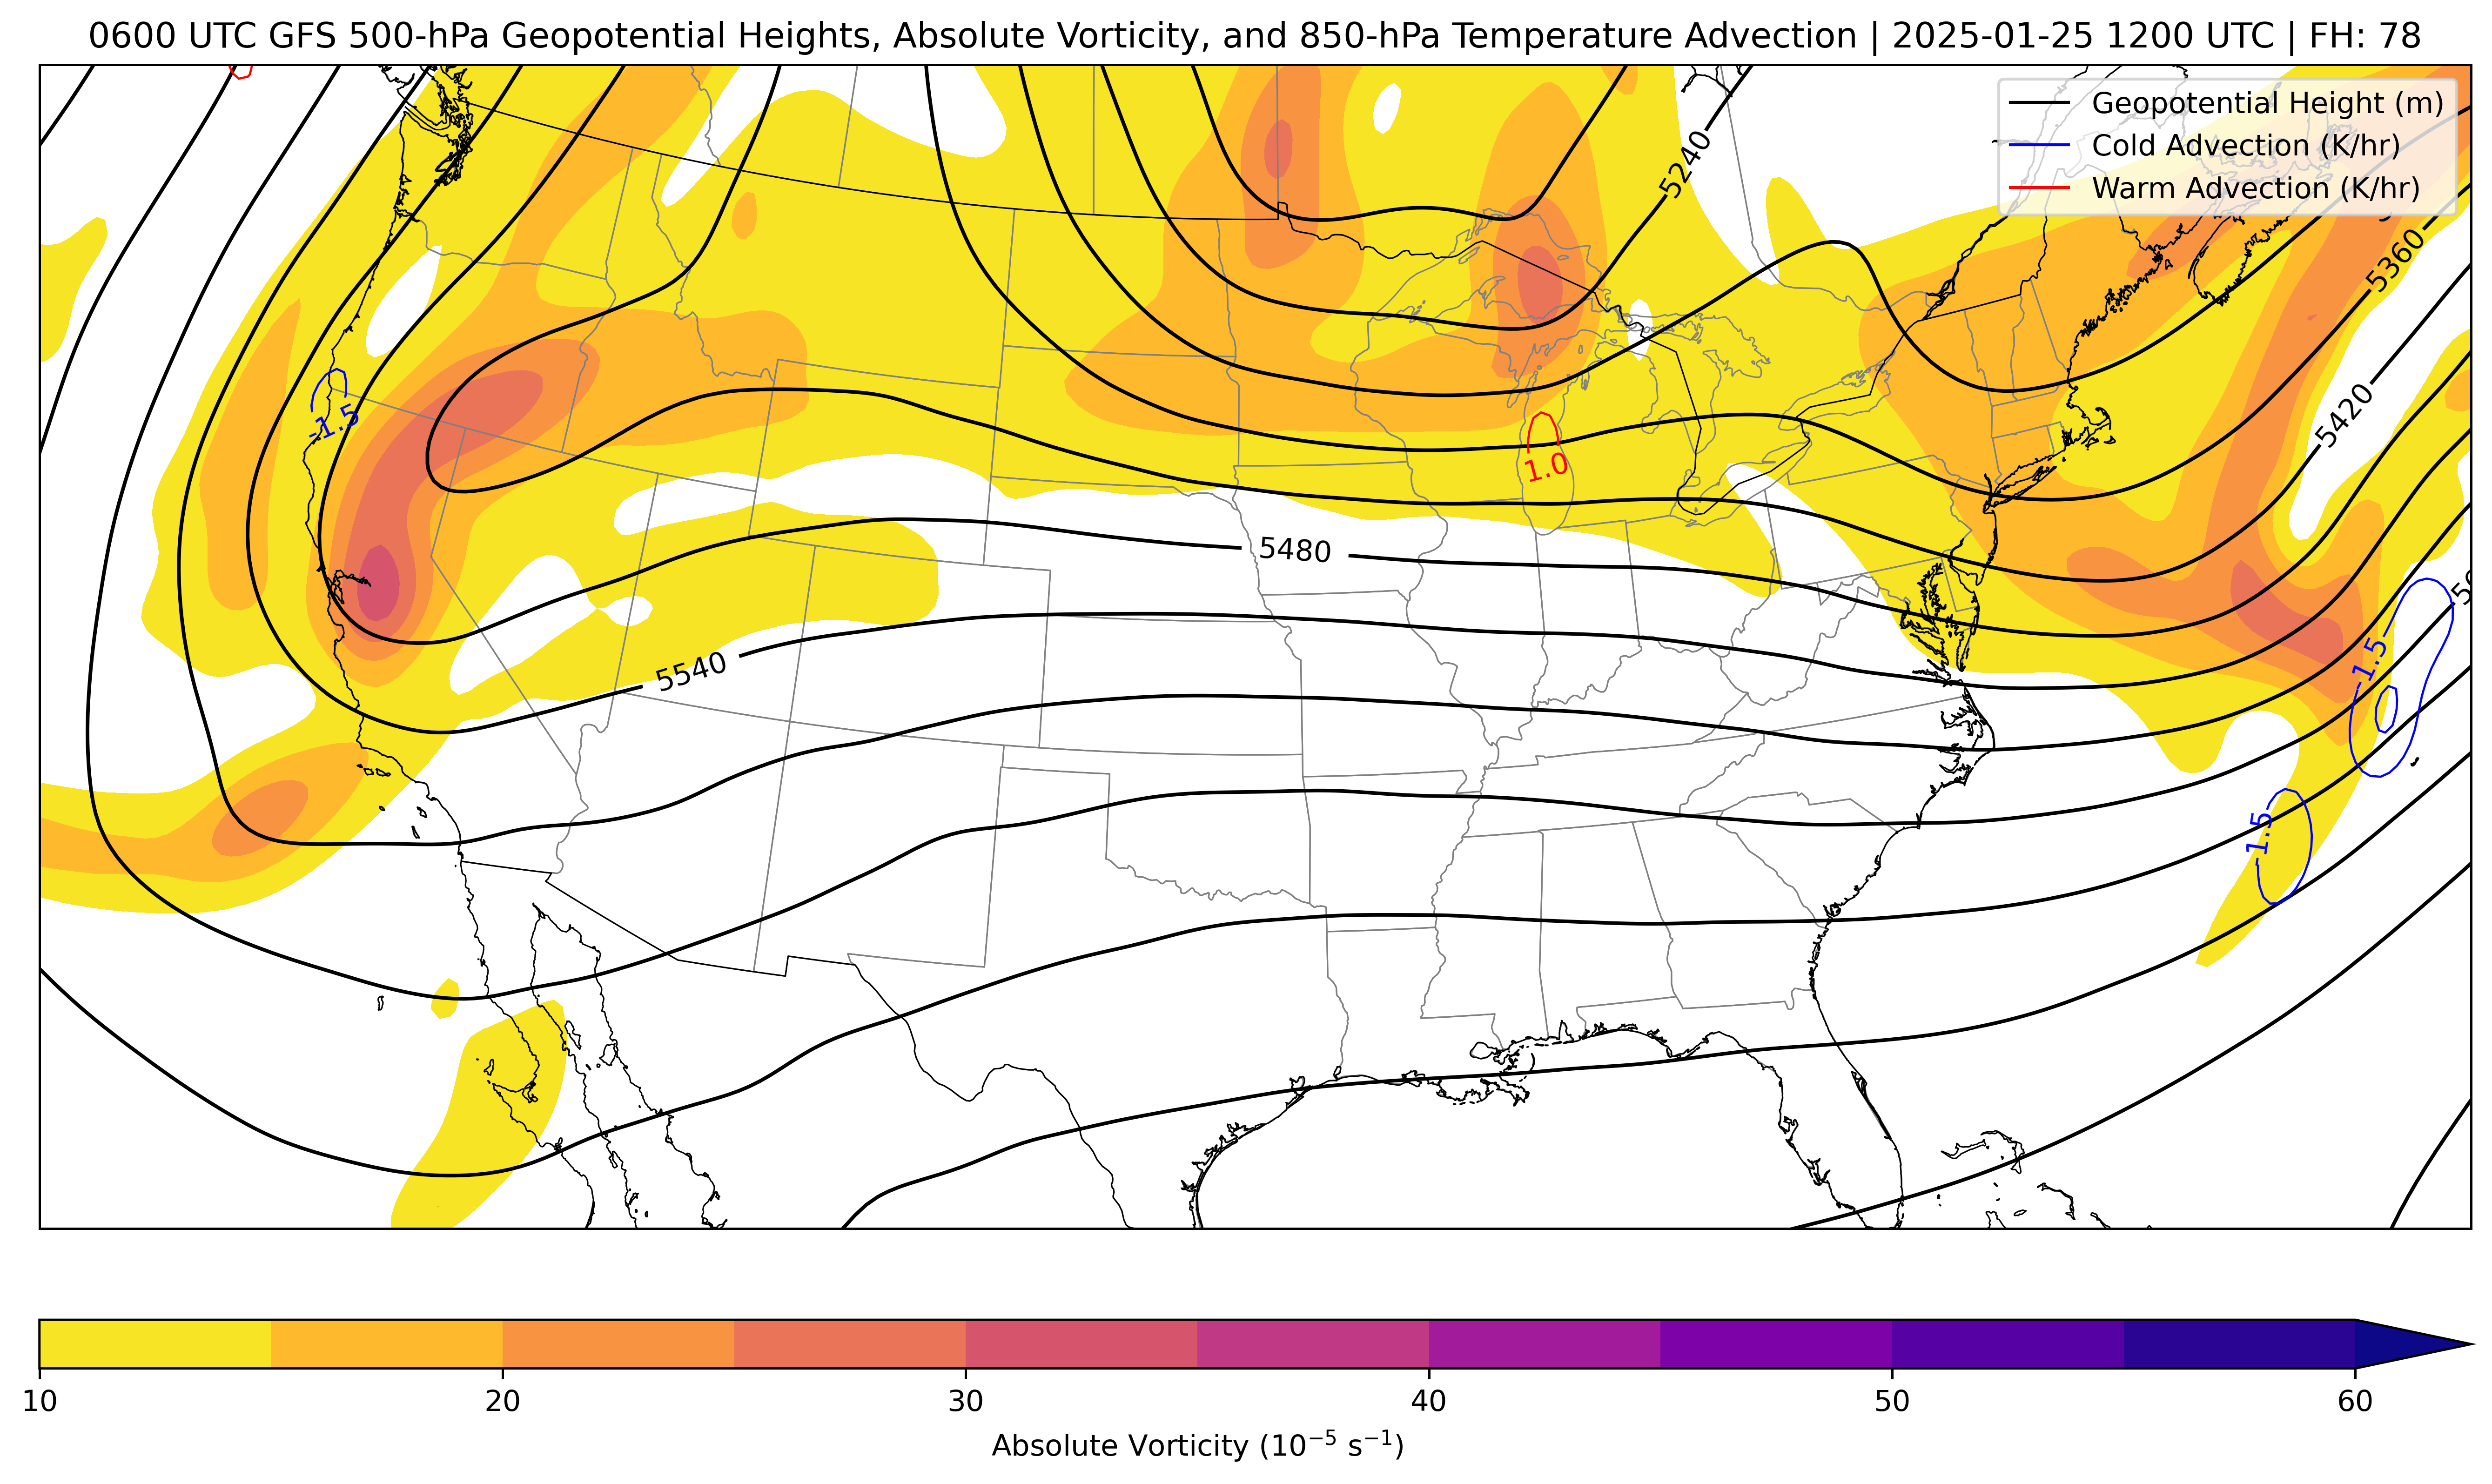 0600 UTC GFS 500-hPa Geopotential Heights, Absolute Vorticity, and 850-hPa Temperature Advection | 2025-01-25 1200 UTC | FH: 78
Geopotential Height (m)
Cold Advection (K/hr)
Warm Advection (K/hr)
5240
5360
5420
-1.5
1.0
5480
5540
-1.5
-1.5
10 20 30 40 50 60
Absolute Vorticity (10⁻⁵ s⁻¹)